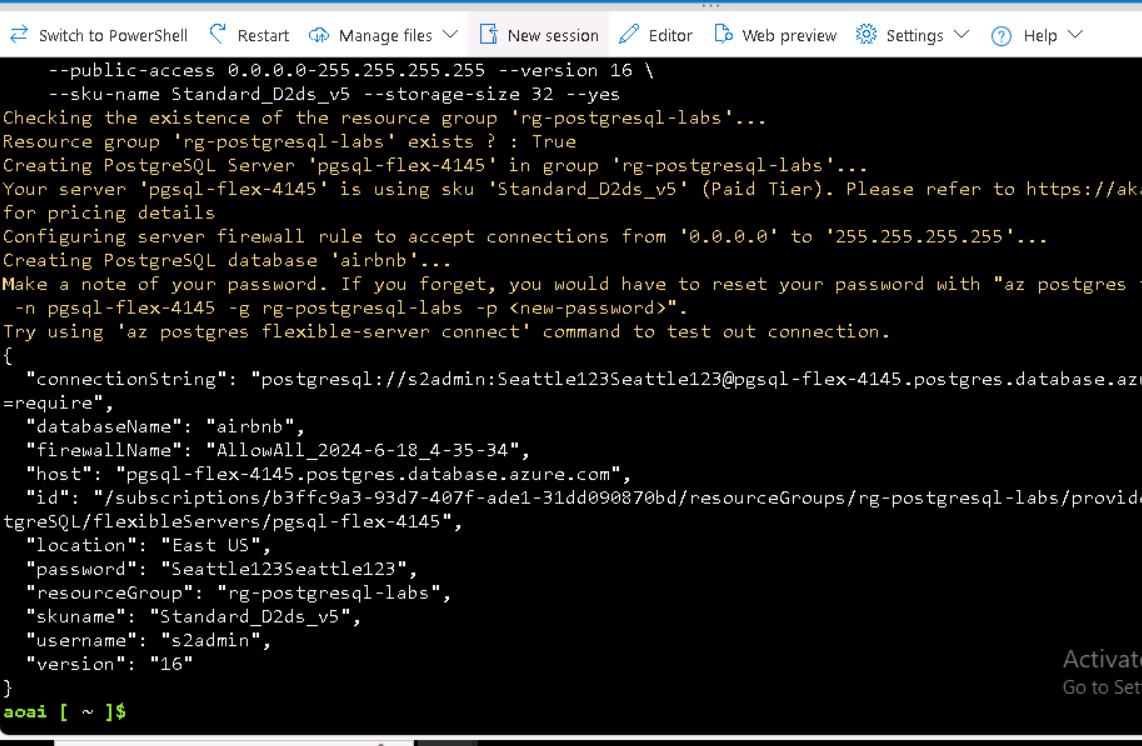 Switch to PowerShell Restart Manage files New session Editor Web preview Settings Help
--public-access 0.0.0.0-255.255.255.255 --version 16 \
--sku-name Standard_D2ds_v5 --storage-size 32 --yes
Checking the existence of the resource group 'rg-postgresql-labs'...
Resource group 'rg-postgresql-labs' exists ? : True
Creating PostgreSQL Server 'pgsql-flex-4145' in group 'rg-postgresql-labs'...
Your server 'pgsql-flex-4145' is using sku 'Standard_D2ds_v5' (Paid Tier). Please refer to https://aka
for pricing details
Configuring server firewall rule to accept connections from '0.0.0.0' to '255.255.255.255'...
Creating PostgreSQL database 'airbnb'...
Make a note of your password. If you forget, you would have to reset your password with "az postgres
-n pgsql-flex-4145 -g rg-postgresql-labs -p <new-password>".
Try using 'az postgres flexible-server connect' command to test out connection.
{
"connectionString": "postgresql://s2admin:Seattle123Seattle123@pgsql-flex-4145.postgres.database.azu
=require",
"databaseName": "airbnb",
"firewallName": "AllowAll_2024-6-18_4-35-34",
"host": "pgsql-flex-4145.postgres.database.azure.com",
"id": "/subscriptions/b3ffc9a3-93d7-407f-ade1-31dd090870bd/resourceGroups/rg-postgresql-labs/provide
tgreSQL/flexibleServers/pgsql-flex-4145",
"location": "East US",
"password": "Seattle123Seattle123",
"resourceGroup": "rg-postgresql-labs",
"skuname": "Standard_D2ds_v5",
"username": "s2admin",
"version": "16"
Activate
Go to Set
}
aoai [ ~ ]$